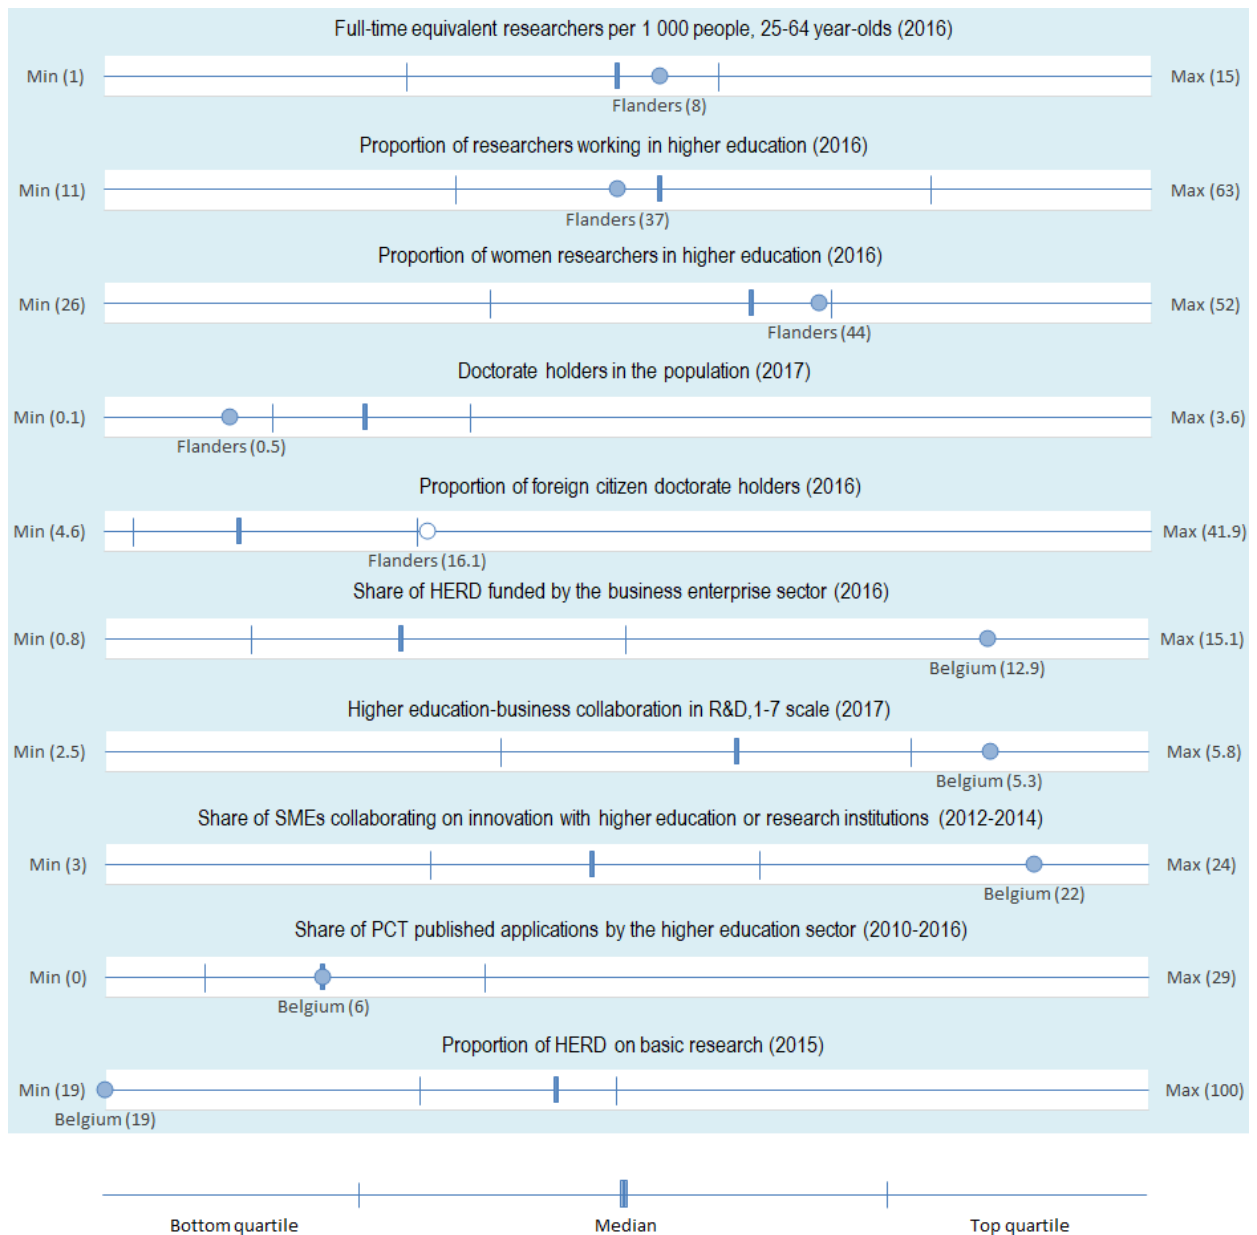 Full-time equivalent researchers per 1 000 people, 25-64 year-olds (2016)
Min (1)
Max (15)
Flanders (8)
Proportion of researchers working in higher education (2016)
Min (11)
Max (63)
Flanders (37)
Proportion of women researchers in higher education (2016)
Min (26)
Max (52)
Flanders (44)
Doctorate holders in the population (2017)
Min (0.1)
Max (3.6)
Flanders (0.5)
Proportion of foreign citizen doctorate holders (2016)
Min (4.6)
Max (41.9)
Flanders (16.1)
Share of HERD funded by the business enterprise sector (2016)
Min (0.8)
Max (15.1)
Belgium (12.9)
Higher education-business collaboration in R&D,1-7 scale (2017)
Min (2.5)
Max (5.8)
Belgium (5.3)
Share of SMEs collaborating on innovation with higher education or research institutions (2012-2014)
Min (3)
Max (24)
Belgium (22)
Share of PCT published applications by the higher education sector (2010-2016)
Min (0)
Max (29)
Belgium (6)
Proportion of HERD on basic research (2015)
Min (19)
Max (100)
Belgium (19)
Bottom quartile
Median
Top quartile